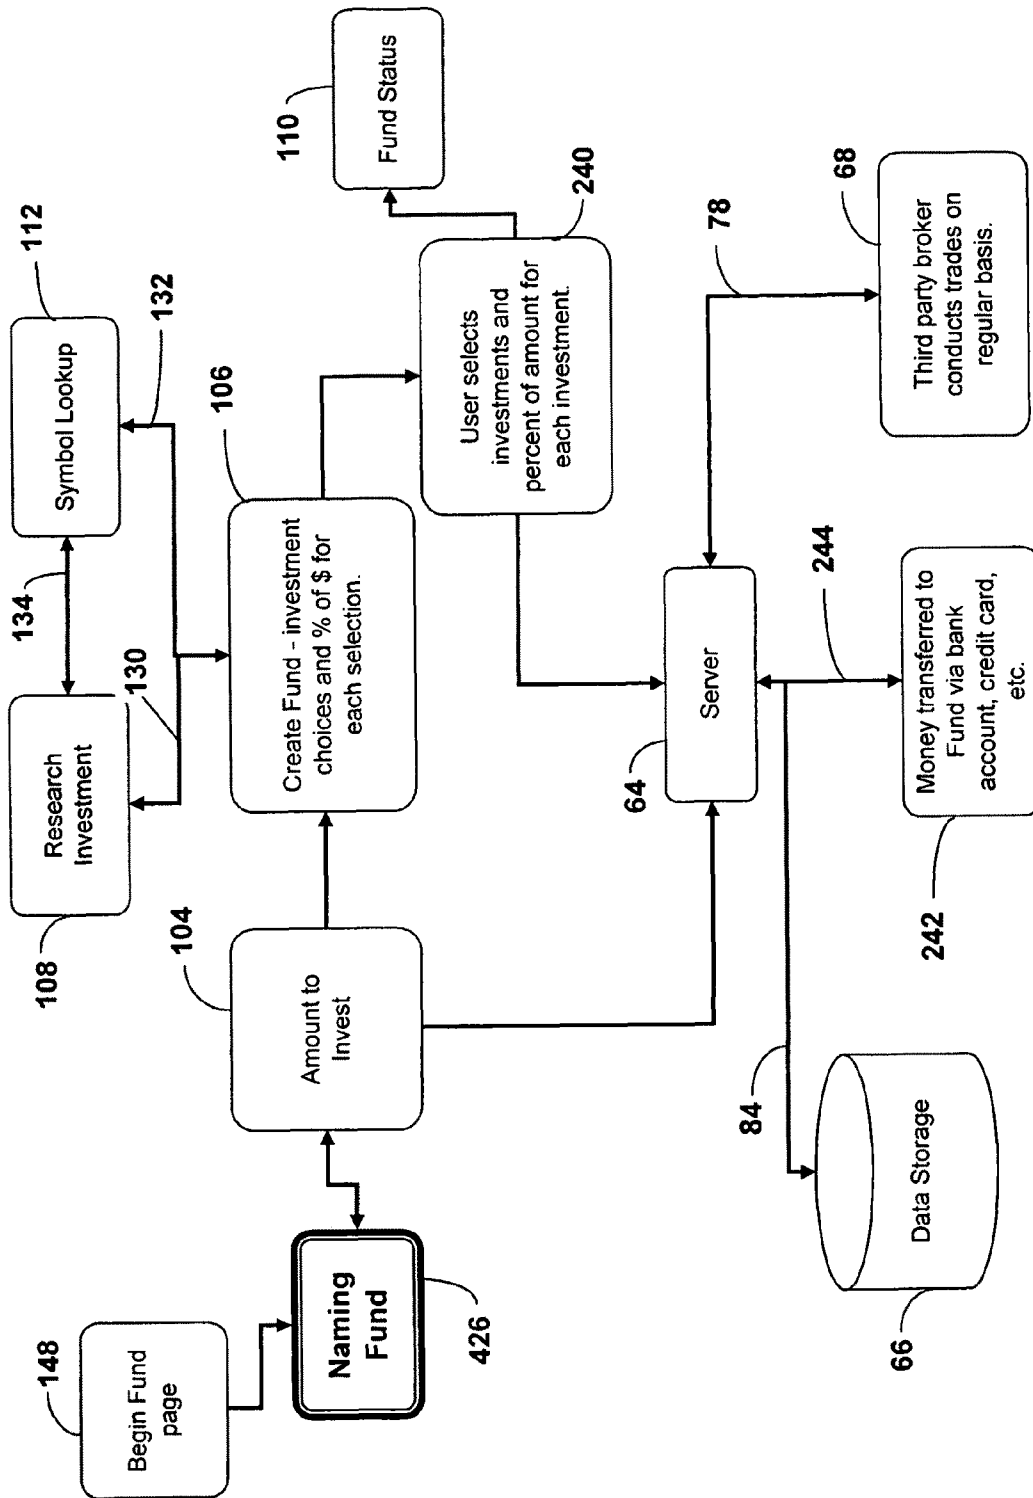 148
Begin Fund
page
Naming
Fund
426
104
Amount to
Invest
108
Research
Investment
134
130
Symbol Lookup
112
132
106
Create Fund - investment
choices and % of $ for
each selection.
110
Fund Status
User selects
investments and
percent of amount for
each investment.
240
64
Server
78
68
Third party broker
conducts trades on
regular basis.
244
Money transferred to
Fund via bank
account, credit card,
etc.
242
84
Data Storage
66